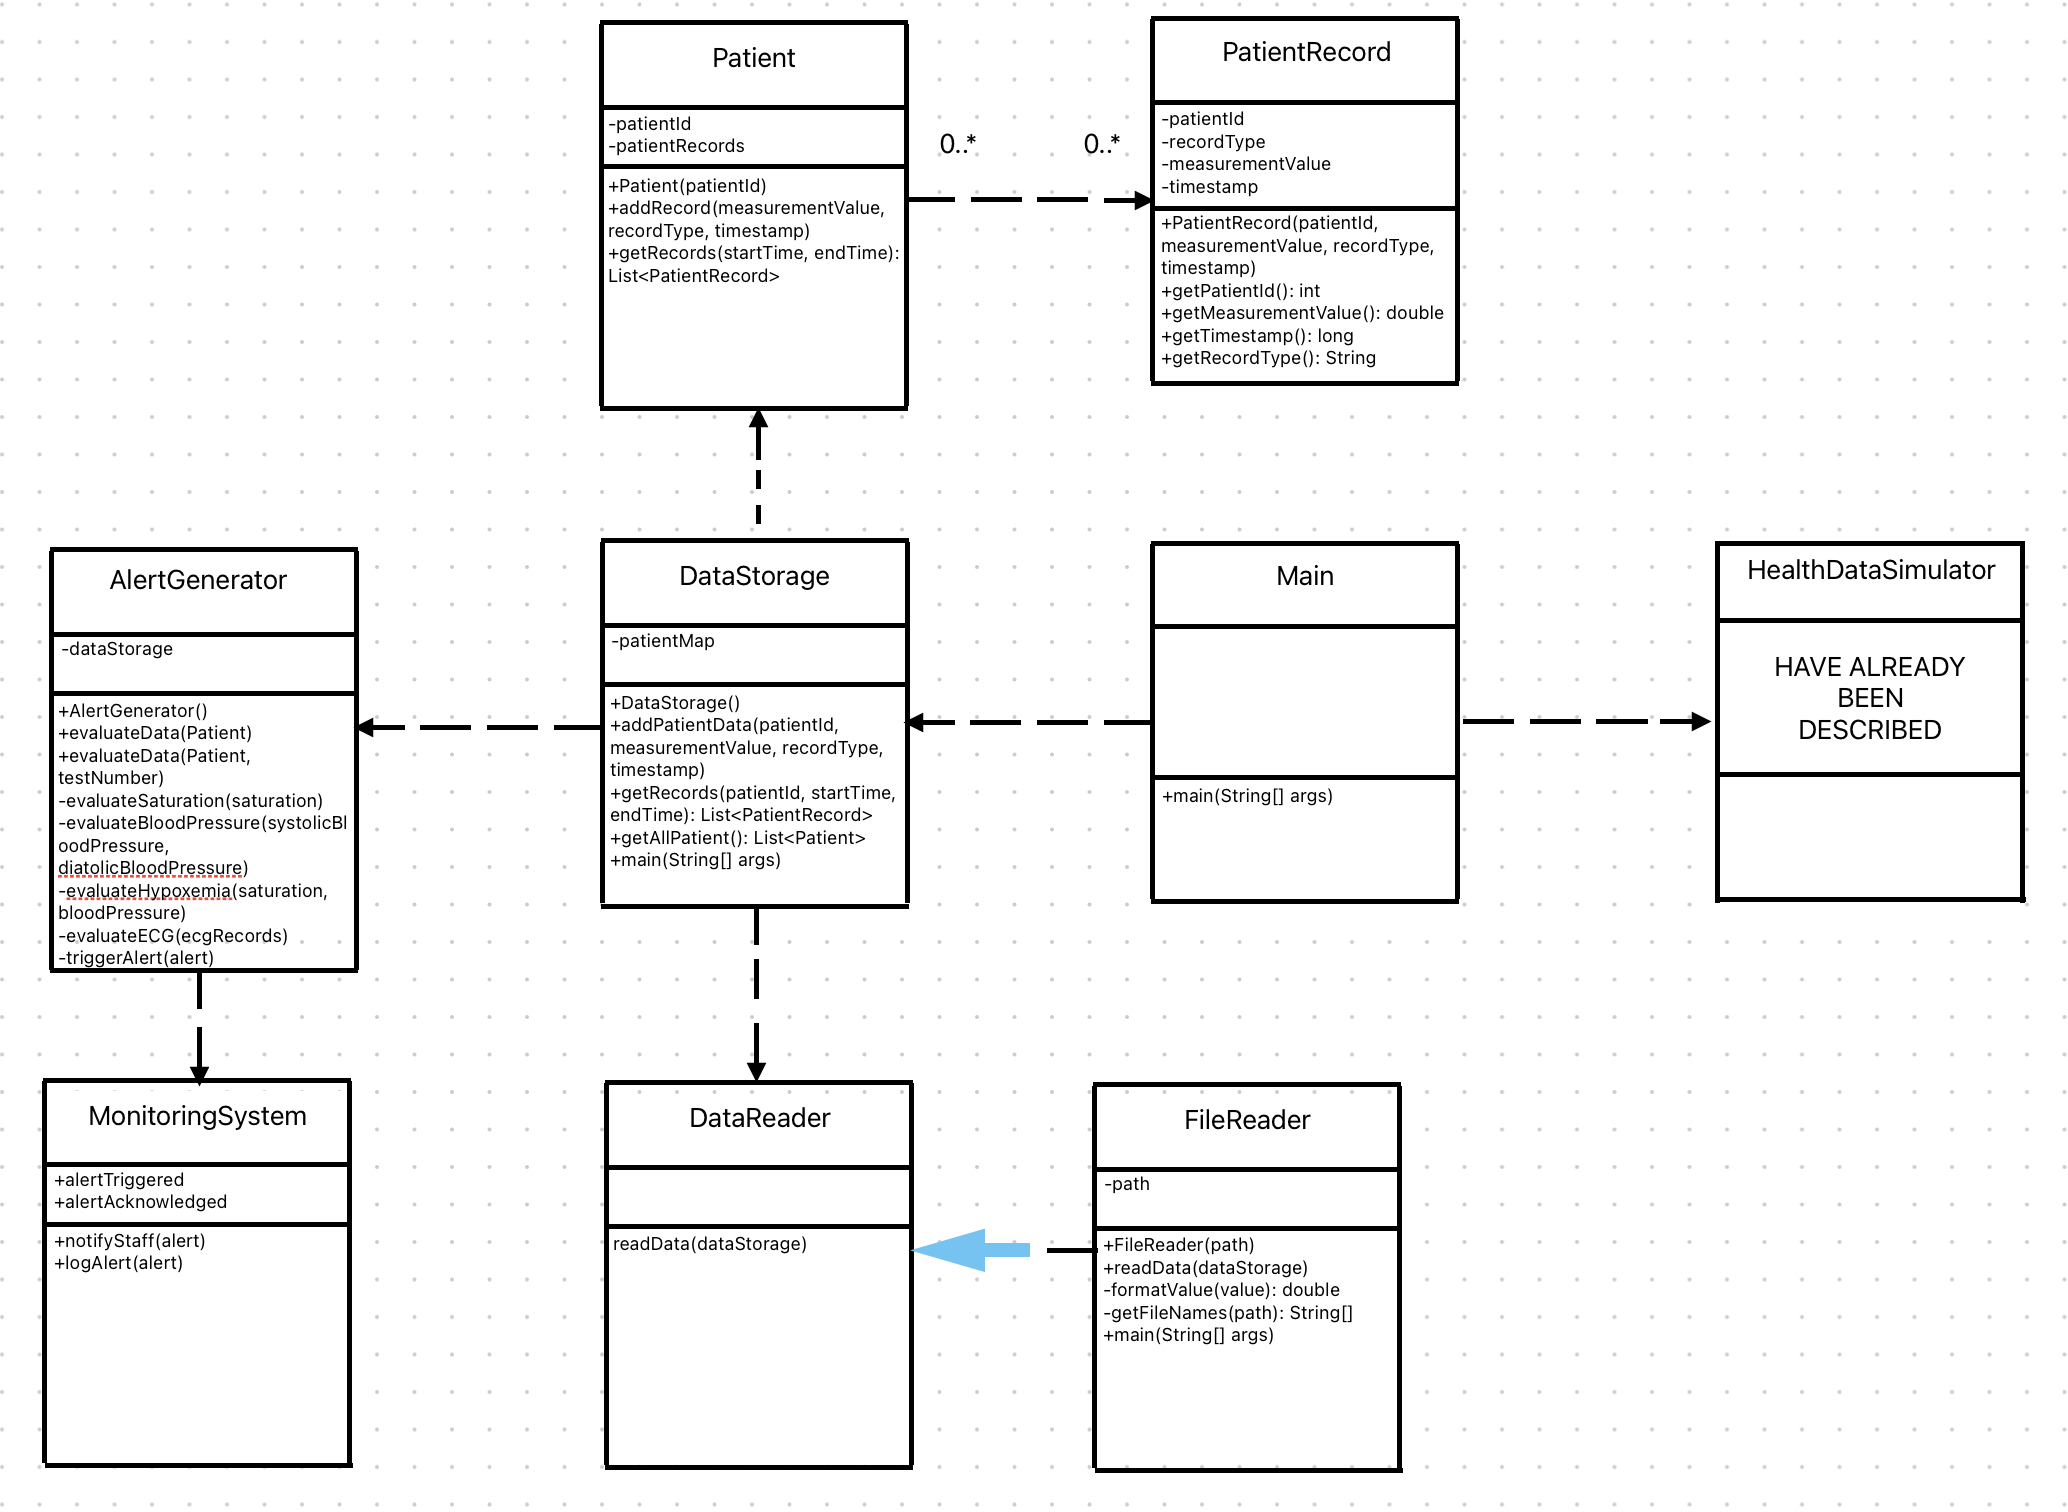 Patient
-patientId
-patientRecords
+Patient(patientId)
+addRecord(measurementValue,
recordType, timestamp)
+getRecords(startTime, endTime):
List<PatientRecord>
0..*
0..*
PatientRecord
-patientId
-recordType
-measurementValue
-timestamp
+PatientRecord(patientId,
measurementValue, recordType,
timestamp)
+getPatientId(): int
+getMeasurementValue(): double
+getTimestamp(): long
+getRecordType(): String
AlertGenerator
-dataStorage
+AlertGenerator()
+evaluateData(Patient)
+evaluateData(Patient,
testNumber)
-evaluateSaturation(saturation)
-evaluateBloodPressure(systolicBl
oodPressure,
diatolicBloodPressure)
-evaluateHypoxemia(saturation,
bloodPressure)
-evaluateECG(ecgRecords)
-triggerAlert(alert)
DataStorage
-patientMap
+DataStorage()
+addPatientData(patientId,
measurementValue, recordType,
timestamp)
+getRecords(patientId, startTime,
endTime): List<PatientRecord>
+getAllPatient(): List<Patient>
+main(String[] args)
Main
+main(String[] args)
HealthDataSimulator
HAVE ALREADY
BEEN
DESCRIBED
MonitoringSystem
+alertTriggered
+alertAcknowledged
+notifyStaff(alert)
+logAlert(alert)
DataReader
readData(dataStorage)
FileReader
-path
+FileReader(path)
+readData(dataStorage)
-formatValue(value): double
-getFileNames(path): String[]
+main(String[] args)